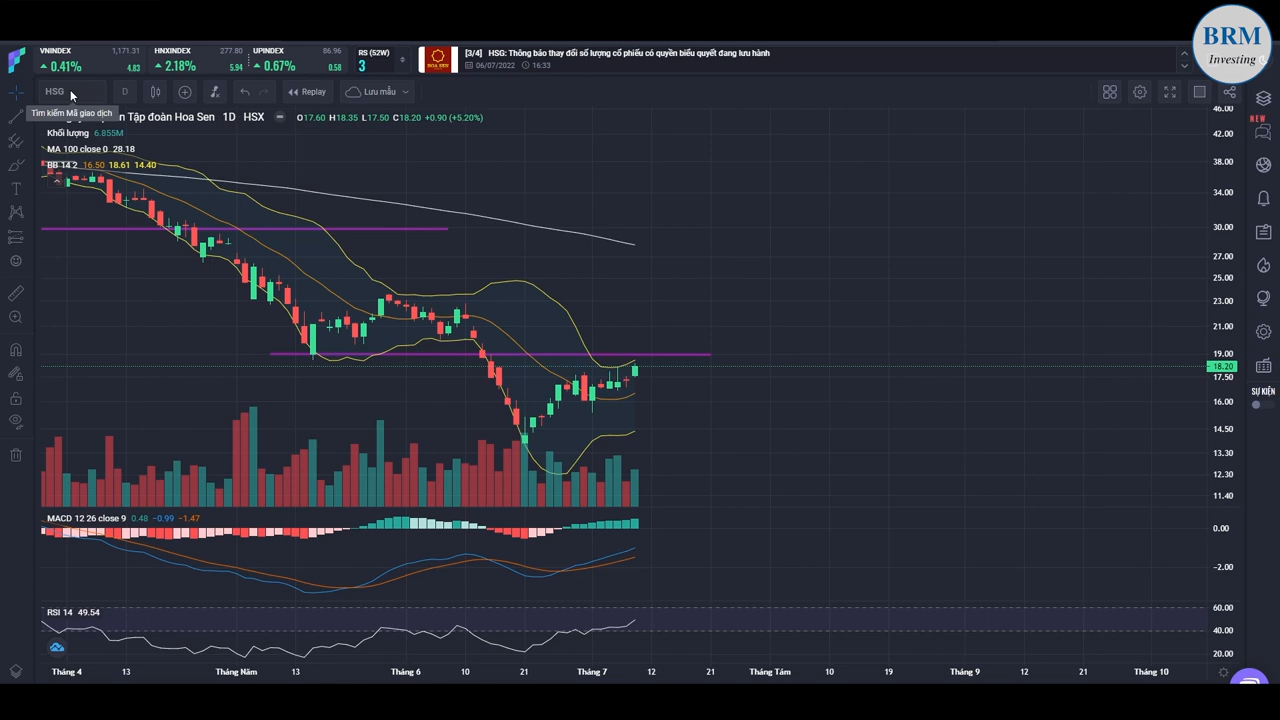 BRM
Investing
VNINDEX 1,171.31
0.41% 4.83
HNXINDEX 277.80
2.18% 5.94
UPINDEX 86.96
0.67% 0.58
RS (52W)
3
HOA SEN
[3/4] HSG: Thông báo thay đổi số lượng cổ phiếu có quyền biểu quyết đang lưu hành
06/07/2022 16:33
HSG D Replay Lưu mẫu
Tìm kiếm Mã giao dịch
Tập đoàn Hoa Sen 1D HSX O17.60 H18.35 L17.50 C18.20 +0.90 (+5.20%)
Khối lượng 6.855M
MA 100 close 0 28.18
BB 14 2 16.50 18.61 14.40
46.00
42.00
38.00
34.00
30.00
27.00
25.00
23.00
21.00
19.00
18.20
17.50
16.00
14.50
13.30
12.30
11.40
NEW
SỰ KIỆN
MACD 12 26 close 9 0.48 −0.99 −1.47
0.00
−2.00
RSI 14 49.54
60.00
40.00
20.00
Tháng 4 13 Tháng Năm 13 Tháng 6 10 21 Tháng 7 12 21 Tháng Tám 10 19 Tháng 9 12 21 Tháng 10